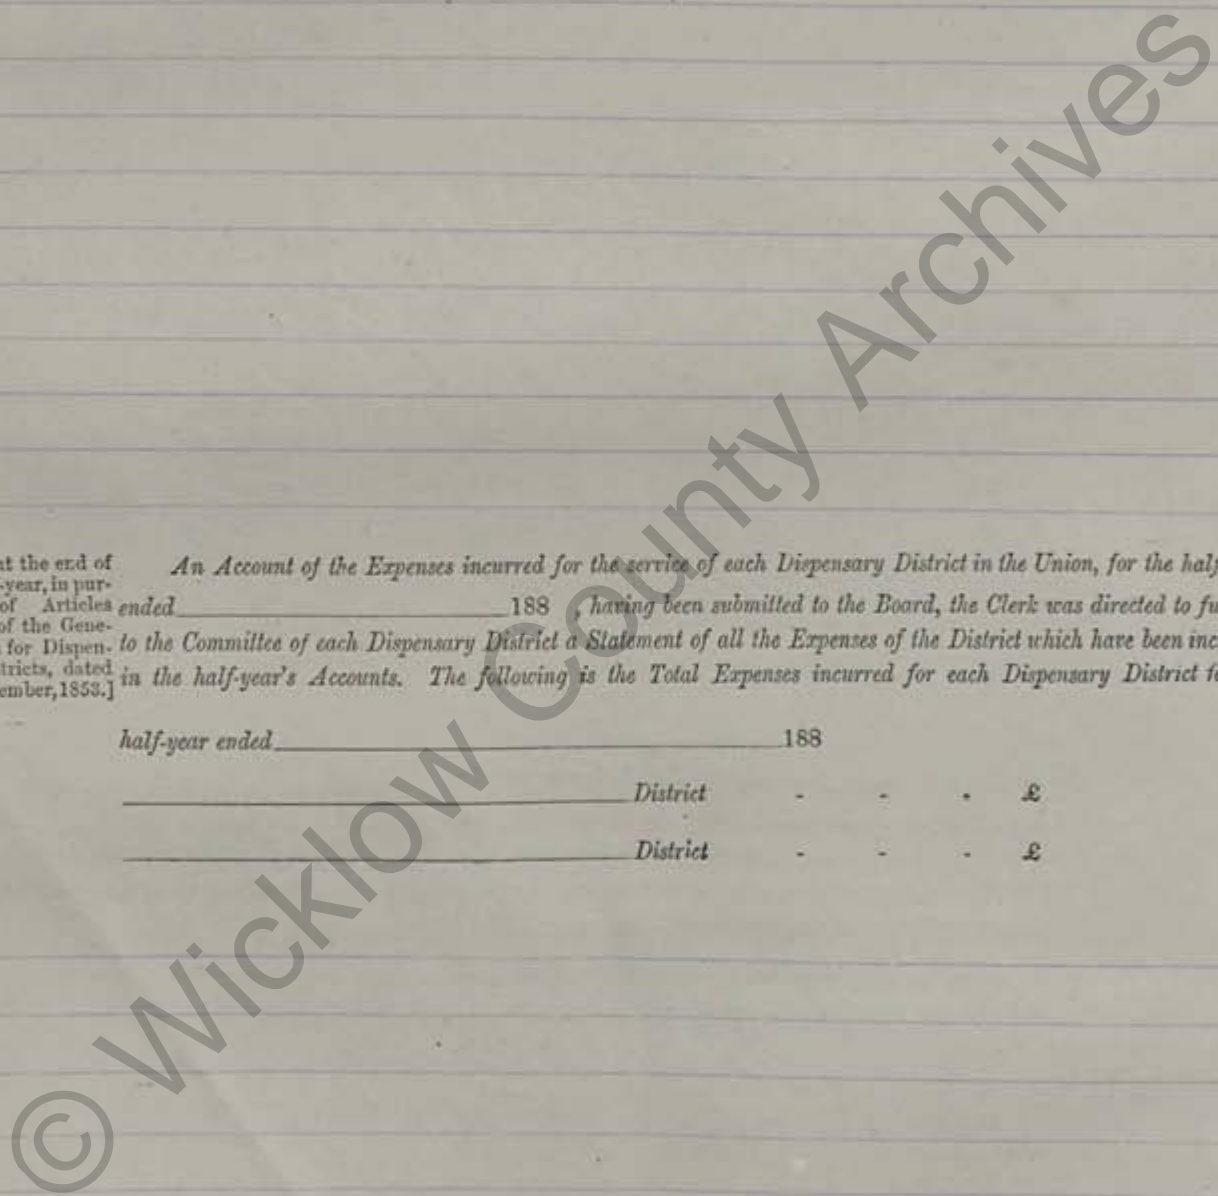 at the end of
-year, in pur-
of Articles
of the Gene-
for Dispen-
tricts, dated
ember, 1853.]
An Account of the Expenses incurred for the service of each Dispensary District in the Union, for the half
ended 188 , having been submitted to the Board, the Clerk was directed to fu
to the Committee of each Dispensary District a Statement of all the Expenses of the District which have been inc
in the half-year's Accounts. The following is the Total Expenses incurred for each Dispensary District fo
half-year ended 188
District - - - £
District - - - £
© Wicklow County Archives